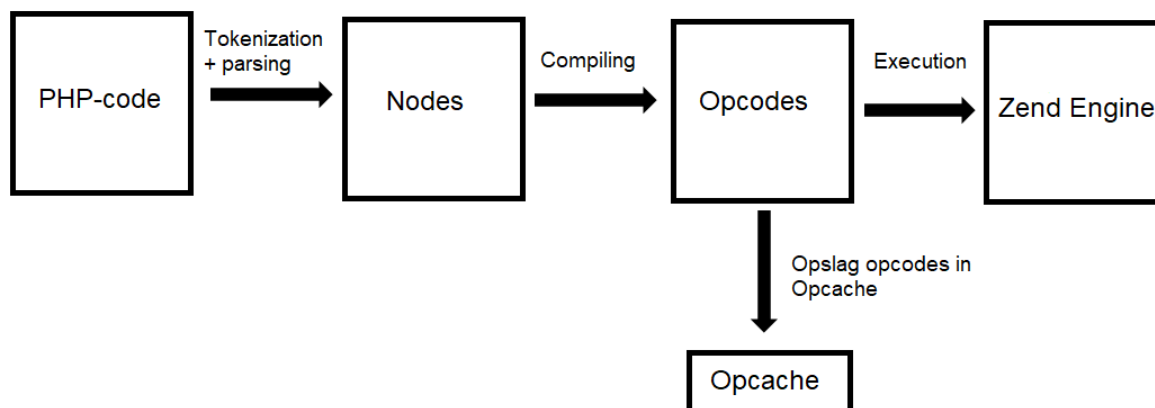 PHP-code
Tokenization
+ parsing
Nodes
Compiling
Opcodes
Execution
Zend Engine
Opslag opcodes in
Opcache
Opcache